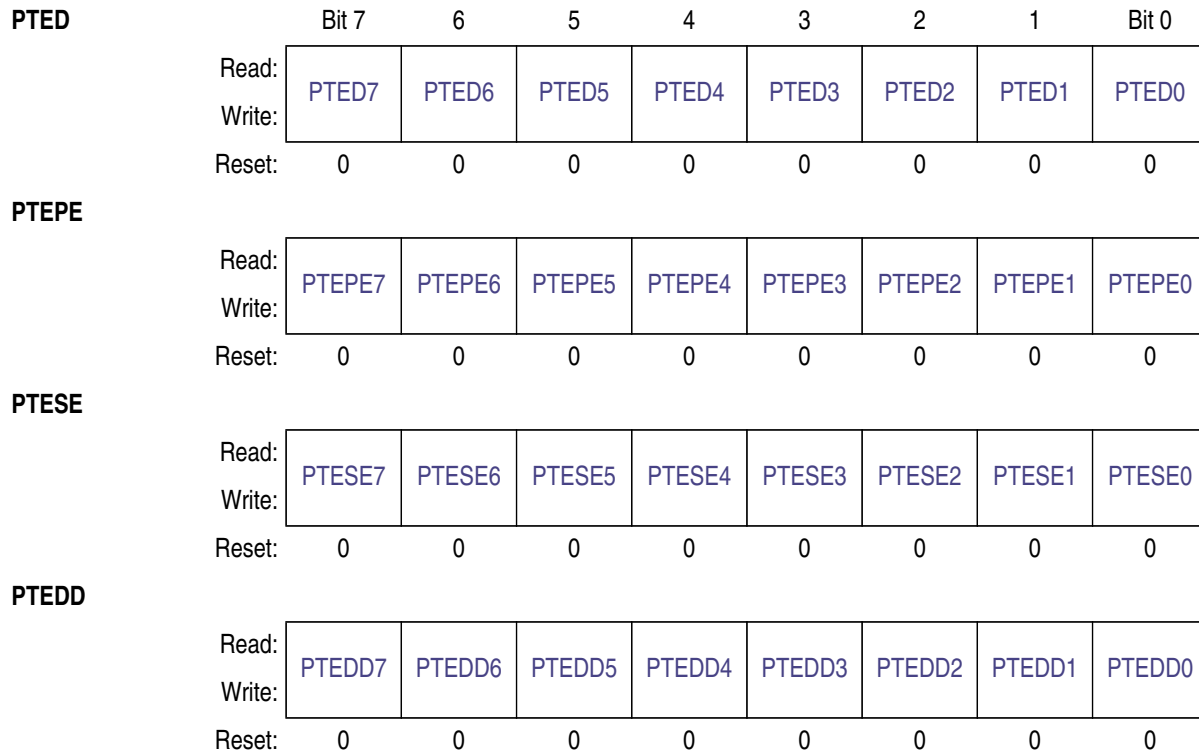 PTED Bit 7 6 5 4 3 2 1 Bit 0
Read:
PTED7 PTED6 PTED5 PTED4 PTED3 PTED2 PTED1 PTED0
Write:
Reset: 0 0 0 0 0 0 0 0
PTEPE
Read:
PTEPE7 PTEPE6 PTEPE5 PTEPE4 PTEPE3 PTEPE2 PTEPE1 PTEPE0
Write:
Reset: 0 0 0 0 0 0 0 0
PTESE
Read:
PTESE7 PTESE6 PTESE5 PTESE4 PTESE3 PTESE2 PTESE1 PTESE0
Write:
Reset: 0 0 0 0 0 0 0 0
PTEDD
Read:
PTEDD7 PTEDD6 PTEDD5 PTEDD4 PTEDD3 PTEDD2 PTEDD1 PTEDD0
Write:
Reset: 0 0 0 0 0 0 0 0